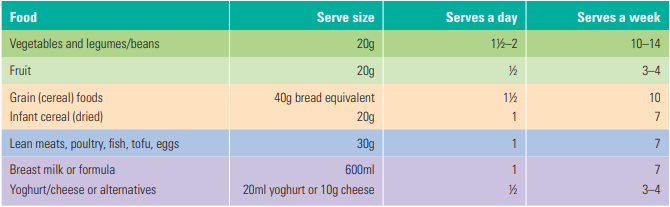 Food Serve size Serves a day Serves a week
Vegetables and legumes/beans 20g 1½–2 10–14
Fruit 20g ½ 3–4
Grain (cereal) foods 40g bread equivalent 1½ 10
Infant cereal (dried) 20g 1 7
Lean meats, poultry, fish, tofu, eggs 30g 1 7
Breast milk or formula 600ml 1 7
Yoghurt/cheese or alternatives 20ml yoghurt or 10g cheese ½ 3–4